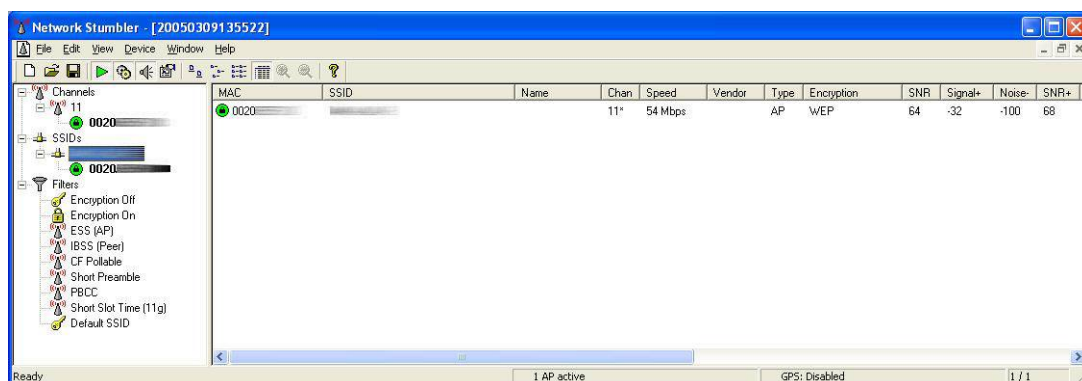 Network Stumbler - [20050309135522]
File Edit View Device Window Help
Channels
11
0020
SSIDs
0020
Filters
Encryption Off
Encryption On
ESS (AP)
IBSS (Peer)
CF Pollable
Short Preamble
PBCC
Short Slot Time (11g)
Default SSID
MAC SSID Name Chan Speed Vendor Type Encryption SNR Signal+ Noise- SNR+
0020 11* 54 Mbps AP WEP 64 -32 -100 68
Ready 1 AP active GPS: Disabled 1 / 1